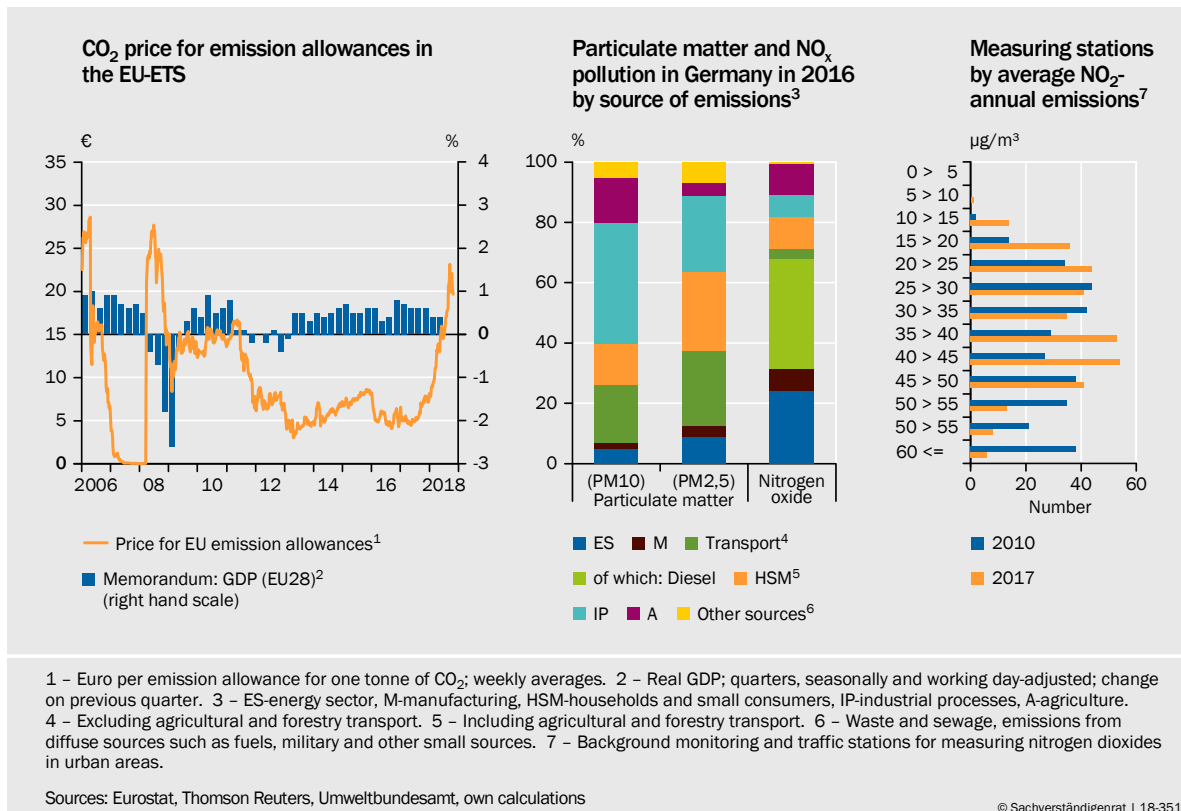 CO₂ price for emission allowances in
the EU-ETS
€
%
35
30
25
20
15
10
5
0
4
3
2
1
0
-1
-2
-3
2006
08
10
10
14
16
2018
Price for EU emission allowances¹
Memorandum: GDP (EU28)²
(right hand scale)
Particulate matter and NOₓ
pollution in Germany in 2016
by source of emissions³
%
100
80
60
40
20
0
(PM10) (PM2,5) Nitrogen
Particulate matter oxide
ES M Transport⁴
of which: Diesel HSM⁵
IP A Other sources⁶
Measuring stations
by average NO₂-
annual emissions⁷
µg/m³
0 > 5
5 > 10
10 > 15
15 > 20
20 > 25
25 > 30
30 > 35
35 > 40
40 > 45
45 > 50
50 > 55
50 > 55
60 <=
0 20 40 60
Number
2010
2017
1 – Euro per emission allowance for one tonne of CO₂; weekly averages. 2 – Real GDP; quarters, seasonally and working day-adjusted; change
on previous quarter. 3 – ES-energy sector, M-manufacturing, HSM-households and small consumers, IP-industrial processes, A-agriculture.
4 – Excluding agricultural and forestry transport. 5 – Including agricultural and forestry transport. 6 – Waste and sewage, emissions from
diffuse sources such as fuels, military and other small sources. 7 – Background monitoring and traffic stations for measuring nitrogen dioxides
in urban areas.
Sources: Eurostat, Thomson Reuters, Umweltbundesamt, own calculations
© Sachverständigenrat | 18-351